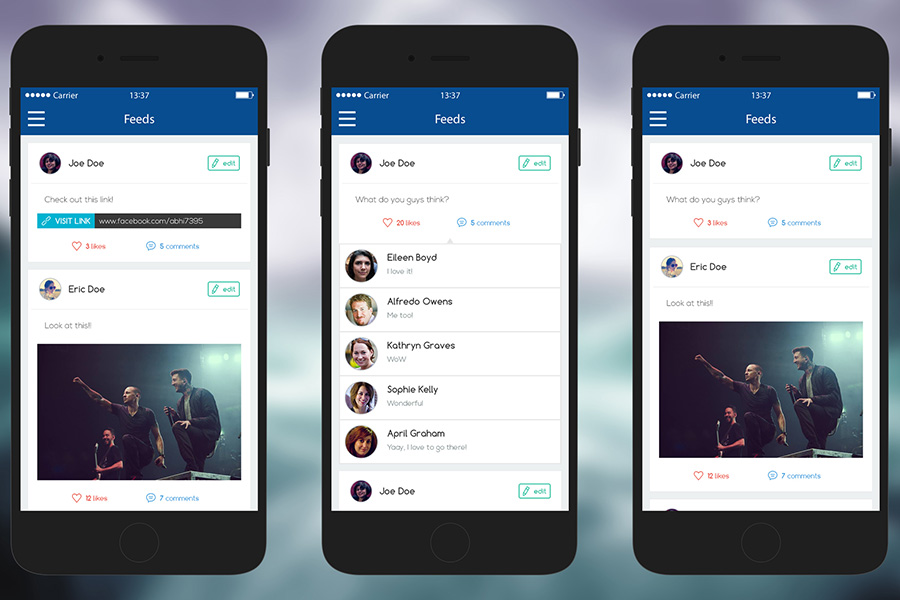 Carrier 13:37
Feeds
Joe Doe edit
Check out this link!
VISIT LINK www.facebook.com/abhi7395
3 likes 5 comments
Eric Doe edit
Look at this!!
12 likes 7 comments
Carrier 13:37
Feeds
Joe Doe edit
What do you guys think?
20 likes 5 comments
Eileen Boyd
I love it!
Alfredo Owens
Me too!
Kathryn Graves
WoW
Sophie Kelly
Wonderful
April Graham
Yaay, I love to go there!
Joe Doe edit
Carrier 13:37
Feeds
Joe Doe edit
What do you guys think?
3 likes 5 comments
Eric Doe edit
Look at this!!
12 likes 7 comments